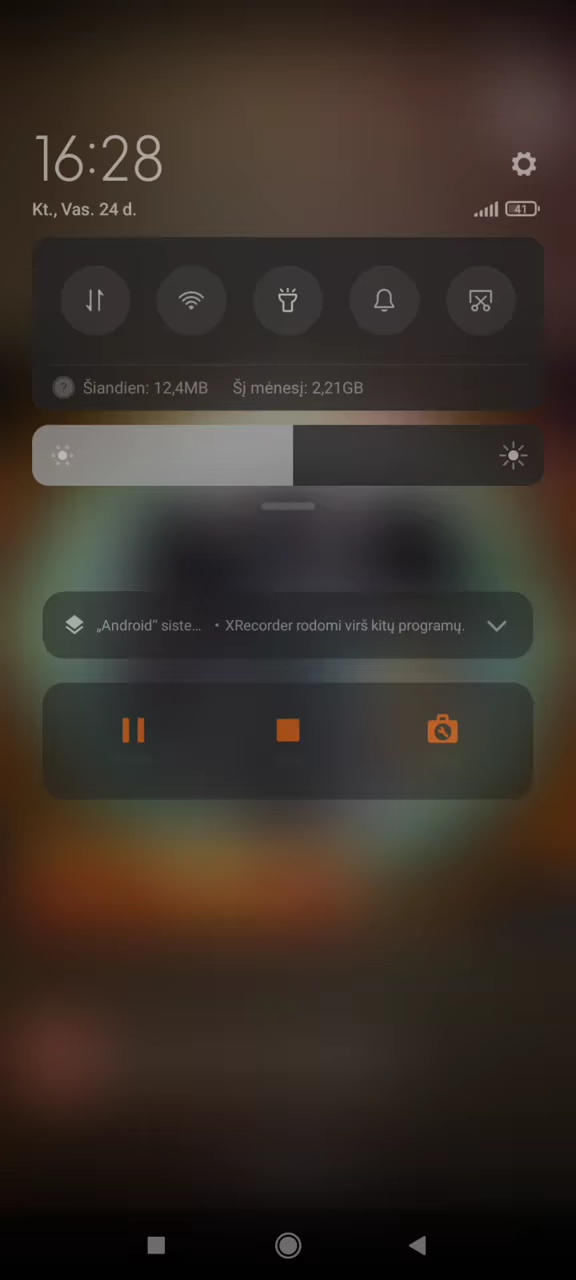 16:28
Kt., Vas. 24 d.
41
Šiandien: 12,4MB Šį mėnesį: 2,21GB
„Android“ siste... • XRecorder rodomi virš kitų programų.